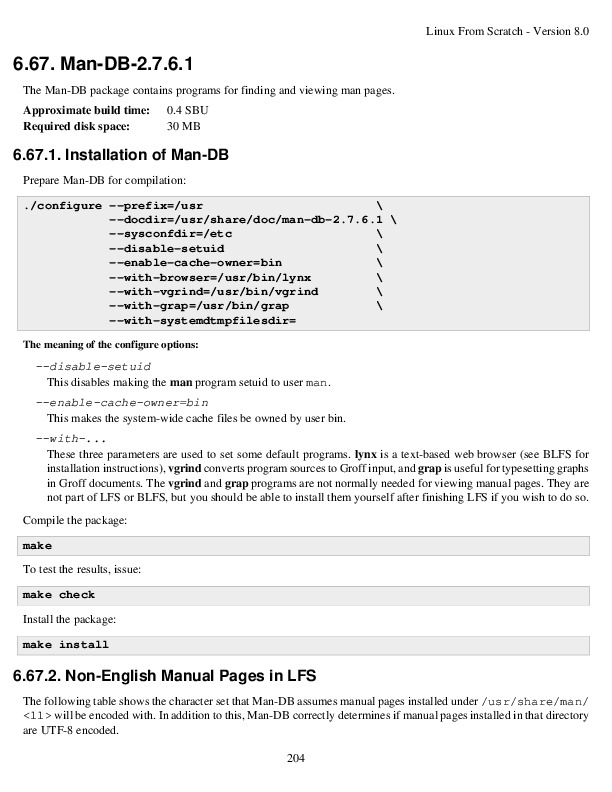 Linux From Scratch - Version 8.0
6.67. Man-DB-2.7.6.1
The Man-DB package contains programs for finding and viewing man pages.
Approximate build time: 0.4 SBU
Required disk space: 30 MB
6.67.1. Installation of Man-DB
Prepare Man-DB for compilation:
./configure --prefix=/usr \
--docdir=/usr/share/doc/man-db-2.7.6.1 \
--sysconfdir=/etc \
--disable-setuid \
--enable-cache-owner=bin \
--with-browser=/usr/bin/lynx \
--with-vgrind=/usr/bin/vgrind \
--with-grap=/usr/bin/grap \
--with-systemdtmpfilesdir=
The meaning of the configure options:
--disable-setuid
This disables making the man program setuid to user man.
--enable-cache-owner=bin
This makes the system-wide cache files be owned by user bin.
--with-...
These three parameters are used to set some default programs. lynx is a text-based web browser (see BLFS for
installation instructions), vgrind converts program sources to Groff input, and grap is useful for typesetting graphs
in Groff documents. The vgrind and grap programs are not normally needed for viewing manual pages. They are
not part of LFS or BLFS, but you should be able to install them yourself after finishing LFS if you wish to do so.
Compile the package:
make
To test the results, issue:
make check
Install the package:
make install
6.67.2. Non-English Manual Pages in LFS
The following table shows the character set that Man-DB assumes manual pages installed under /usr/share/man/
<ll> will be encoded with. In addition to this, Man-DB correctly determines if manual pages installed in that directory
are UTF-8 encoded.
204